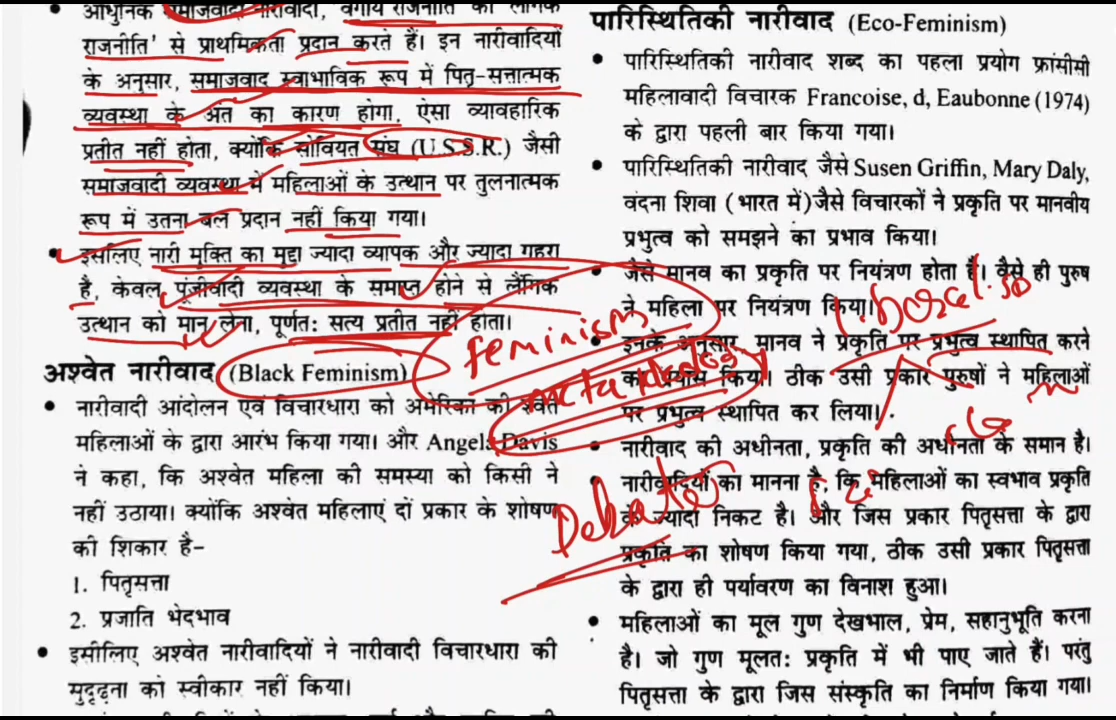 आधुनिक समाजवादी नारीवादी, वर्गीय राजनीति को लैंगिक
राजनीति' से प्राथमिकता प्रदान करते हैं। इन नारीवादियों
के अनुसार, समाजवाद स्वाभाविक रूप में पितृ-सत्तात्मक
व्यवस्था के अंत का कारण होगा, ऐसा व्यावहारिक
प्रतीत नहीं होता, क्योंकि सोवियत संघ (U.S.S.R.) जैसी
समाजवादी व्यवस्था में महिलाओं के उत्थान पर तुलनात्मक
रूप में उतना बल प्रदान नहीं किया गया।
इसलिए नारी मुक्ति का मुद्दा ज्यादा व्यापक और ज्यादा गहरा
है, केवल पूंजीवादी व्यवस्था के समाप्त होने से लैंगिक
उत्थान को मान लेना, पूर्णत: सत्य प्रतीत नहीं होता।
अश्वेत नारीवाद (Black Feminism)
नारीवादी आंदोलन एवं विचारधारा को अमेरिका की श्वेत
महिलाओं के द्वारा आरंभ किया गया। और Angela Davis
ने कहा, कि अश्वेत महिला की समस्या को किसी ने
नहीं उठाया। क्योंकि अश्वेत महिलाएं दो प्रकार के शोषण
की शिकार है-
1. पितृसत्ता
2. प्रजाति भेदभाव
इसीलिए अश्वेत नारीवादियों ने नारीवादी विचारधारा की
मुदृढ़ना को स्वीकार नहीं किया।
पारिस्थितिकी नारीवाद (Eco-Feminism)
पारिस्थितिकी नारीवाद शब्द का पहला प्रयोग फ्रांसीसी
महिलावादी विचारक Francoise, d, Eaubonne (1974)
के द्वारा पहली बार किया गया।
पारिस्थितिकी नारीवाद जैसे Susen Griffin, Mary Daly,
वंदना शिवा (भारत में)जैसे विचारकों ने प्रकृति पर मानवीय
प्रभुत्व को समझने का प्रभाव किया।
जैसे मानव का प्रकृति पर नियंत्रण होता है। वैसे ही पुरुष
ने महिला पर नियंत्रण किया।
इनके अनुसार मानव ने प्रकृति पर प्रभुत्व स्थापित करने
का प्रयास किया। ठीक उसी प्रकार पुरुषों ने महिलाओं
पर प्रभुत्व स्थापित कर लिया।
नारीवाद की अधीनता, प्रकृति की अधीनता के समान है।
नारीवादियों का मानना है, कि महिलाओं का स्वभाव प्रकृति
के ज्यादा निकट है। और जिस प्रकार पितृसत्ता के द्वारा
प्रकृति का शोषण किया गया, ठीक उसी प्रकार पितृसत्ता
के द्वारा ही पर्यावरण का विनाश हुआ।
महिलाओं का मूल गुण देखभाल, प्रेम, सहानुभूति करना
है। जो गुण मूलत: प्रकृति में भी पाए जाते हैं। परंतु
पितृसत्ता के द्वारा जिस संस्कृति का निर्माण किया गया।
feminism